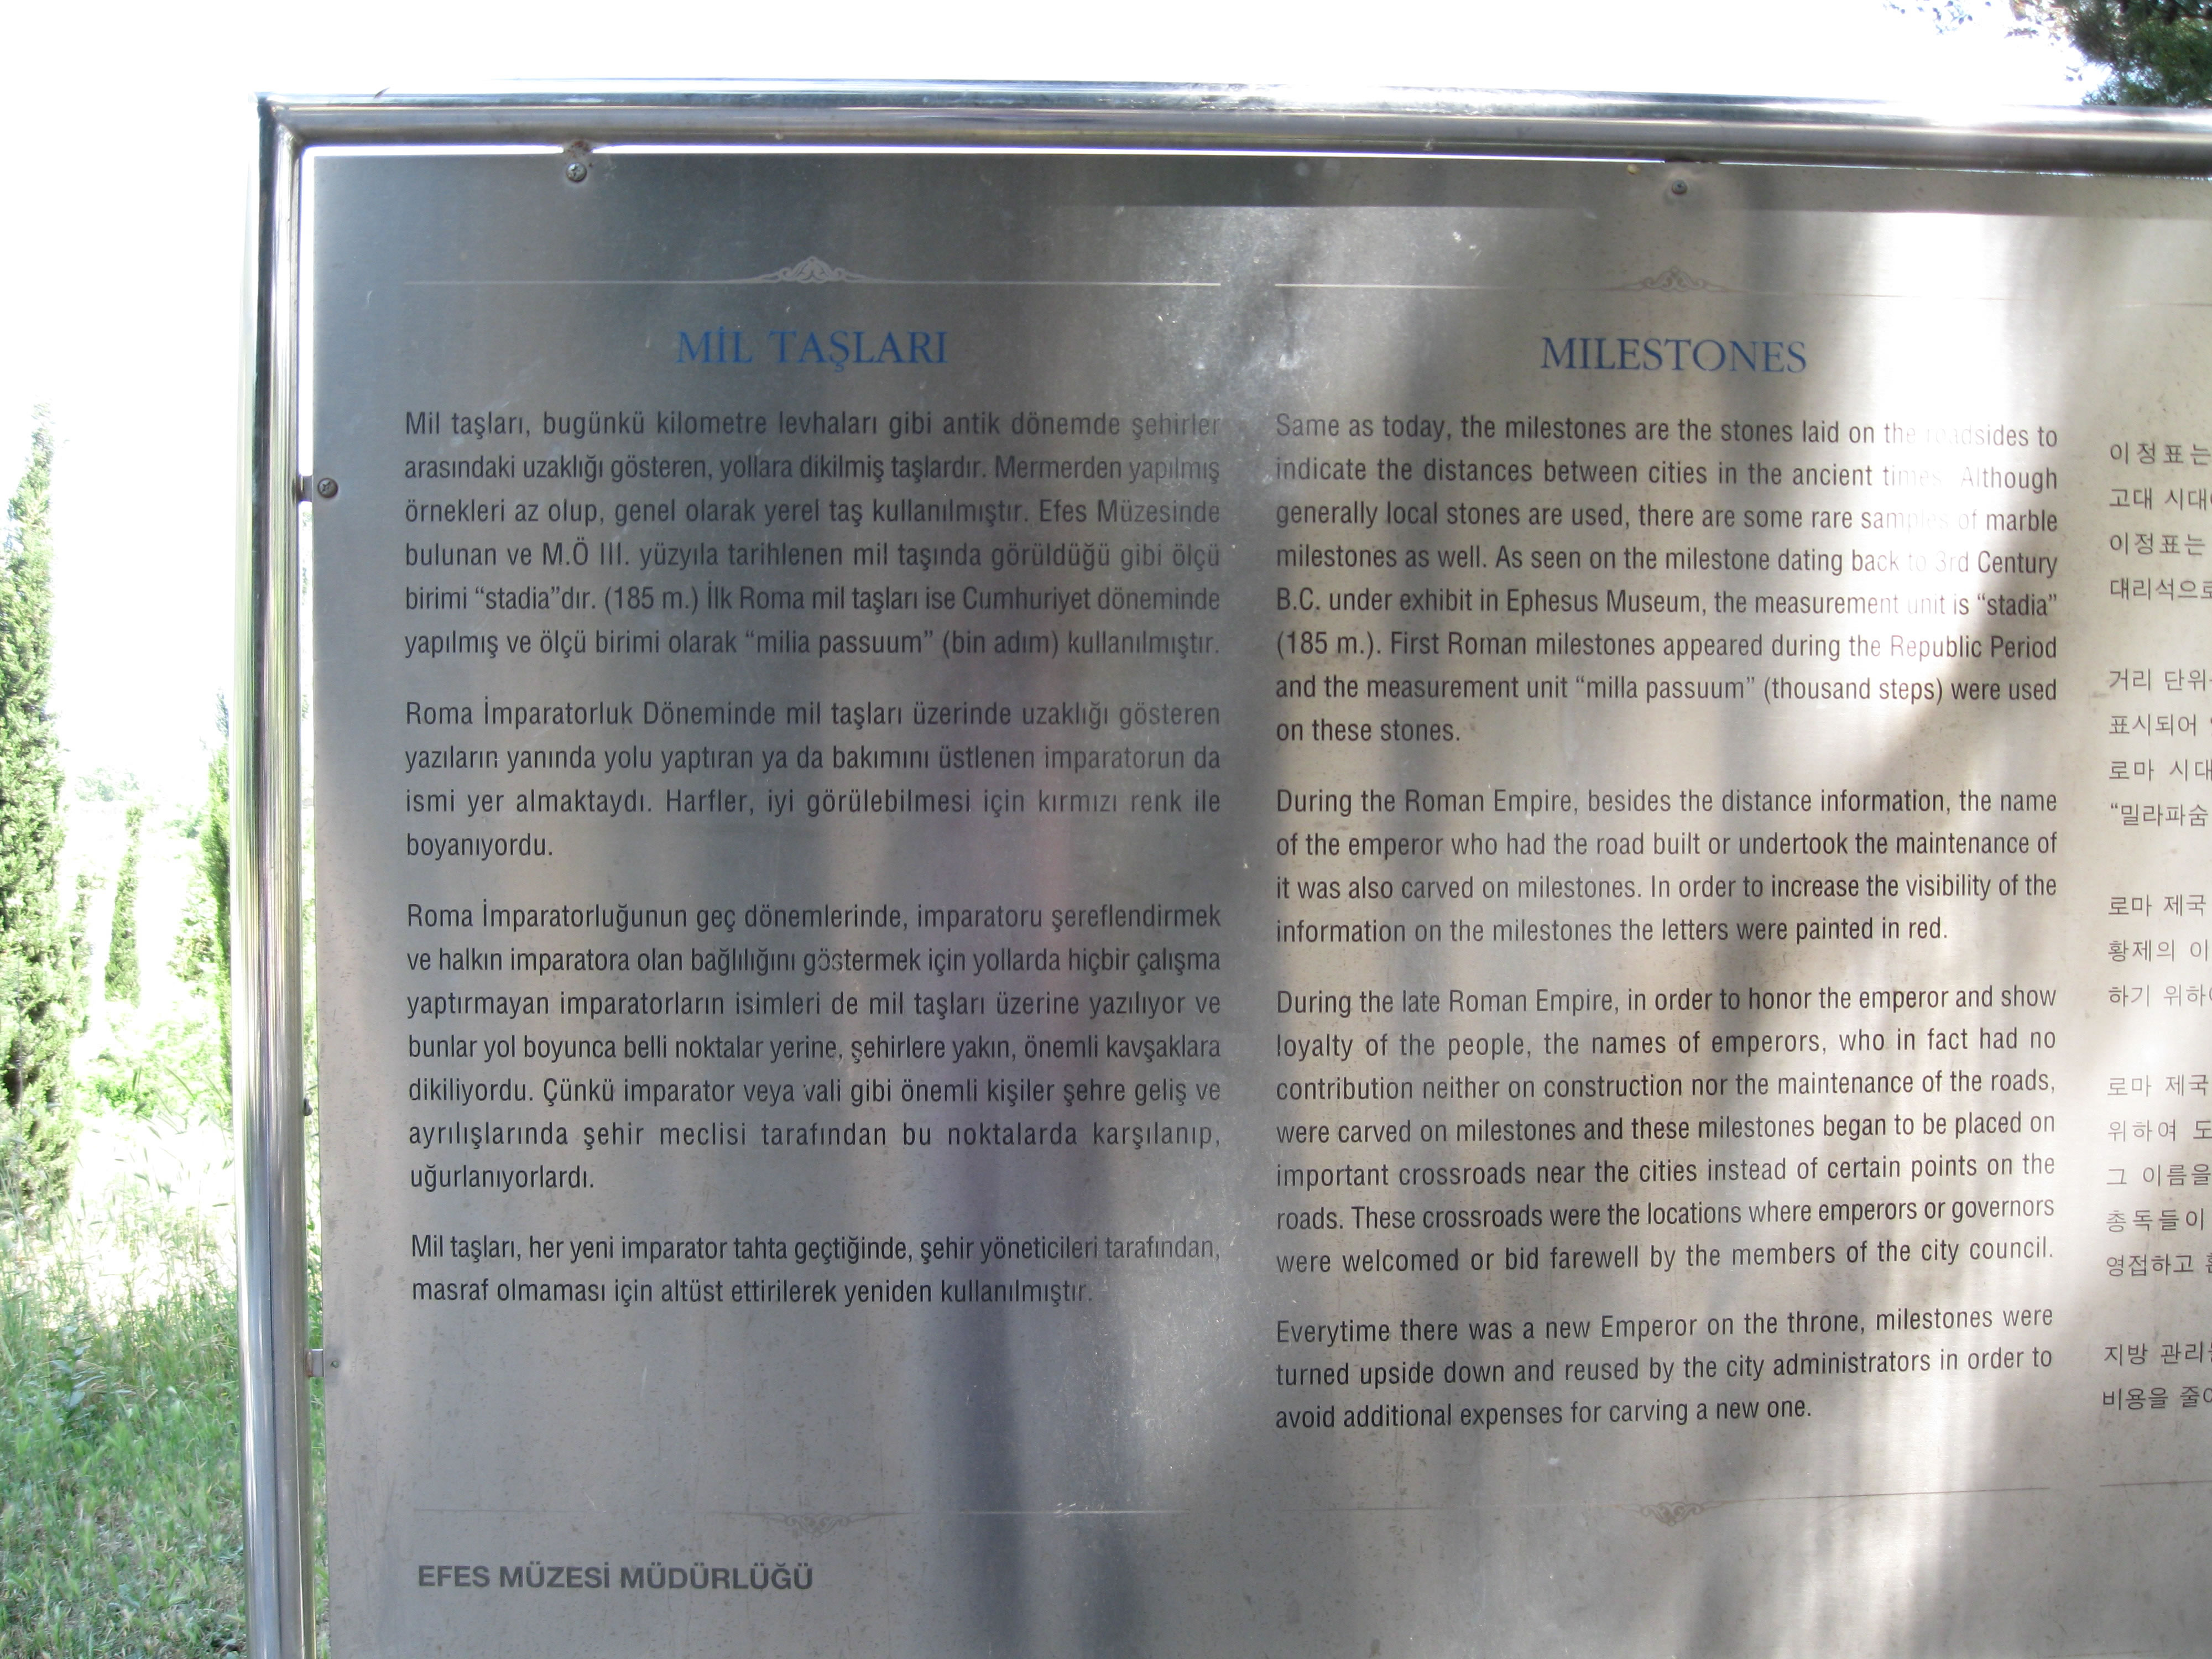 MİL TAŞLARI
Mil taşları, bugünkü kilometre levhaları gibi antik dönemde şehirler
arasındaki uzaklığı gösteren, yollara dikilmiş taşlardır. Mermerden yapılmış
örnekleri az olup, genel olarak yerel taş kullanılmıştır. Efes Müzesinde
bulunan ve M.Ö III. yüzyıla tarihlenen mil taşında görüldüğü gibi ölçü
birimi “stadia”dır. (185 m.) İlk Roma mil taşları ise Cumhuriyet döneminde
yapılmış ve ölçü birimi olarak “milia passuum” (bin adım) kullanılmıştır.
Roma İmparatorluk Döneminde mil taşları üzerinde uzaklığı gösteren
yazıların yanında yolu yaptıran ya da bakımını üstlenen imparatorun da
ismi yer almaktaydı. Harfler, iyi görülebilmesi için kırmızı renk ile
boyanıyordu.
Roma İmparatorluğunun geç dönemlerinde, imparatoru şereflendirmek
ve halkın imparatora olan bağlılığını göstermek için yollarda hiçbir çalışma
yaptırmayan imparatorların isimleri de mil taşları üzerine yazılıyor ve
bunlar yol boyunca belli noktalar yerine, şehirlere yakın, önemli kavşaklara
dikiliyordu. Çünkü imparator veya vali gibi önemli kişiler şehre geliş ve
ayrılışlarında şehir meclisi tarafından bu noktalarda karşılanıp,
uğurlanıyorlardı.
Mil taşları, her yeni imparator tahta geçtiğinde, şehir yöneticileri tarafından,
masraf olmaması için altüst ettirilerek yeniden kullanılmıştır.
EFES MÜZESİ MÜDÜRLÜĞÜ
MILESTONES
Same as today, the milestones are the stones laid on the roadsides to
indicate the distances between cities in the ancient times. Although
generally local stones are used, there are some rare samples of marble
milestones as well. As seen on the milestone dating back to 3rd Century
B.C. under exhibit in Ephesus Museum, the measurement unit is “stadia”
(185 m.). First Roman milestones appeared during the Republic Period
and the measurement unit “milla passuum” (thousand steps) were used
on these stones.
During the Roman Empire, besides the distance information, the name
of the emperor who had the road built or undertook the maintenance of
it was also carved on milestones. In order to increase the visibility of the
information on the milestones the letters were painted in red.
During the late Roman Empire, in order to honor the emperor and show
loyalty of the people, the names of emperors, who in fact had no
contribution neither on construction nor the maintenance of the roads,
were carved on milestones and these milestones began to be placed on
important crossroads near the cities instead of certain points on the
roads. These crossroads were the locations where emperors or governors
were welcomed or bid farewell by the members of the city council.
Everytime there was a new Emperor on the throne, milestones were
turned upside down and reused by the city administrators in order to
avoid additional expenses for carving a new one.
이정표는
고대 시대
이정표는
대리석으로
거리 단위
표시되어
로마 시대
“밀라파숨
로마 제국
황제의 이
하기 위하
로마 제국
위하여 도
그 이름을
총독들이
영접하고
지방 관리
비용을 줄